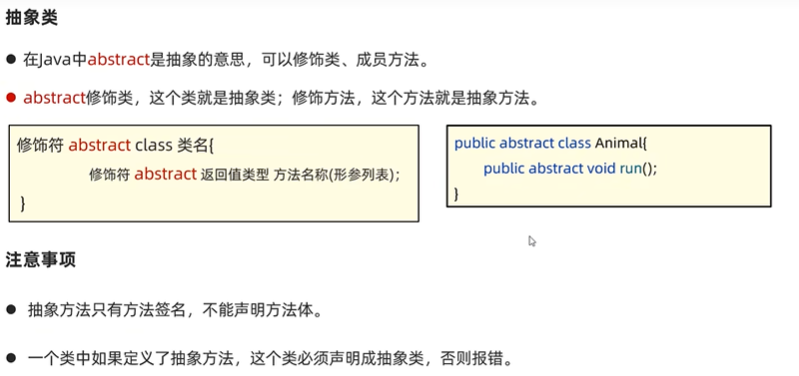 抽象类
● 在Java中abstract是抽象的意思，可以修饰类、成员方法。
● abstract修饰类，这个类就是抽象类；修饰方法，这个方法就是抽象方法。
修饰符 abstract class 类名{
修饰符 abstract 返回值类型 方法名称(形参列表);
}
public abstract class Animal{
public abstract void run();
}
注意事项
● 抽象方法只有方法签名，不能声明方法体。
● 一个类中如果定义了抽象方法，这个类必须声明成抽象类，否则报错。